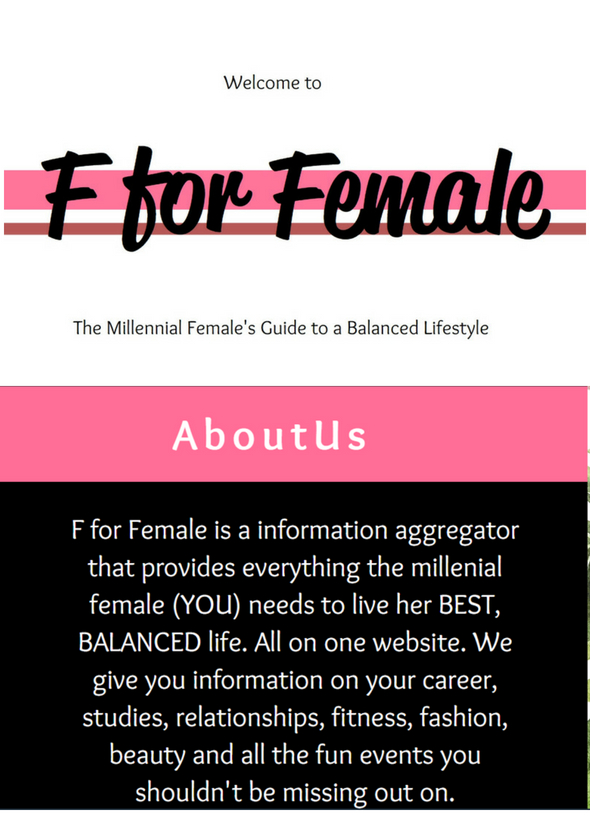 Welcome to
F for Female
The Millennial Female's Guide to a Balanced Lifestyle
AboutUs
F for Female is a information aggregator
that provides everything the millenial
female (YOU) needs to live her BEST,
BALANCED life. All on one website. We
give you information on your career,
studies, relationships, fitness, fashion,
beauty and all the fun events you
shouldn't be missing out on.